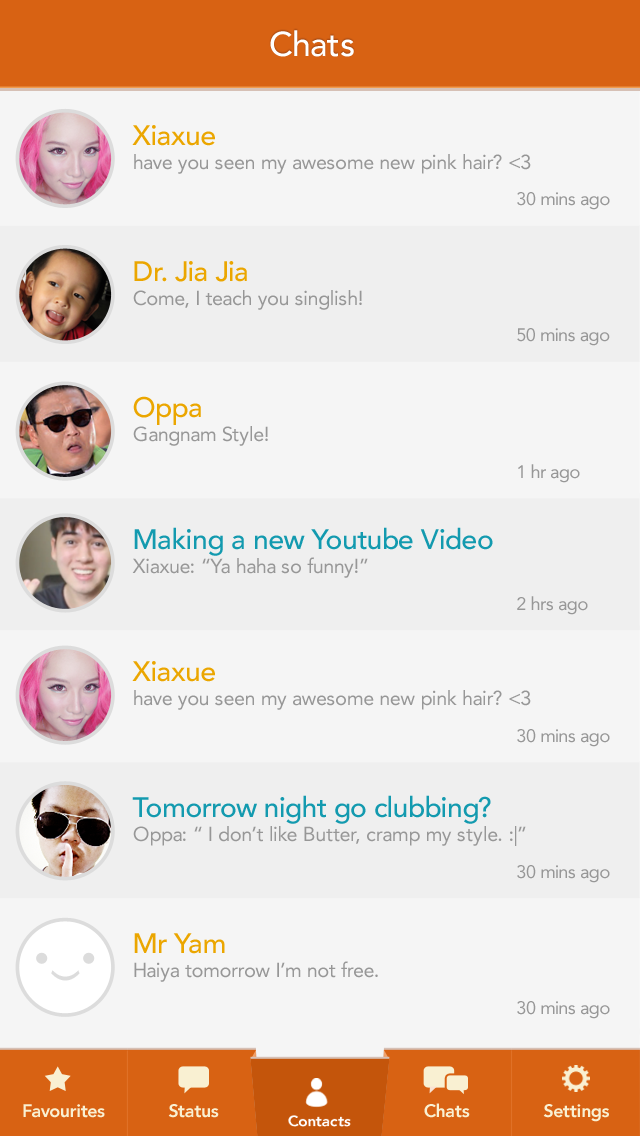 Chats
Xiaxue
have you seen my awesome new pink hair? <3
30 mins ago
Dr. Jia Jia
Come, I teach you singlish!
50 mins ago
Oppa
Gangnam Style!
1 hr ago
Making a new Youtube Video
Xiaxue: “Ya haha so funny!”
2 hrs ago
Xiaxue
have you seen my awesome new pink hair? <3
30 mins ago
Tomorrow night go clubbing?
Oppa: “ I don’t like Butter, cramp my style. :|”
30 mins ago
Mr Yam
Haiya tomorrow I’m not free.
30 mins ago
Favourites Status Contacts Chats Settings